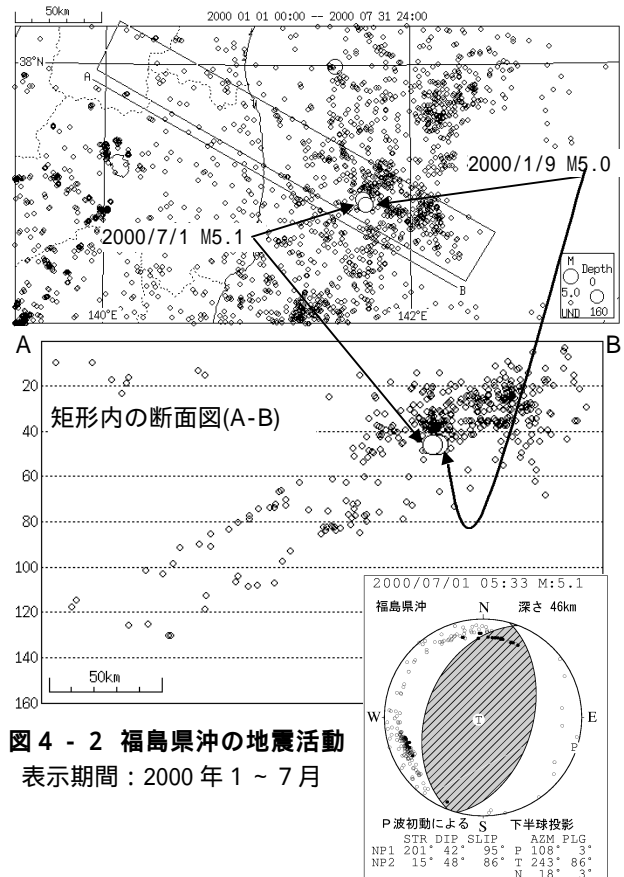 50km
2000 01 01 00:00 -- 2000 07 31 24:00
38°N
A
2000/1/9 M5.0
2000/7/1 M5.1
B
M
Depth
0
5.0
UND 160
140°E
142°E
A
B
20
矩形内の断面図(A-B)
40
60
80
100
120
140
160
50km
2000/07/01 05:33 M:5.1
福島県沖
N
深さ 46km
W
T
E
P
S
P波初動による
下半球投影
STR DIP SLIP AZM PLG
NP1 201° 42° 95° P 108° 3°
NP2 15° 48° 86° T 243° 86°
N 18° 3°
図4-2 福島県沖の地震活動
表示期間:2000年1~7月